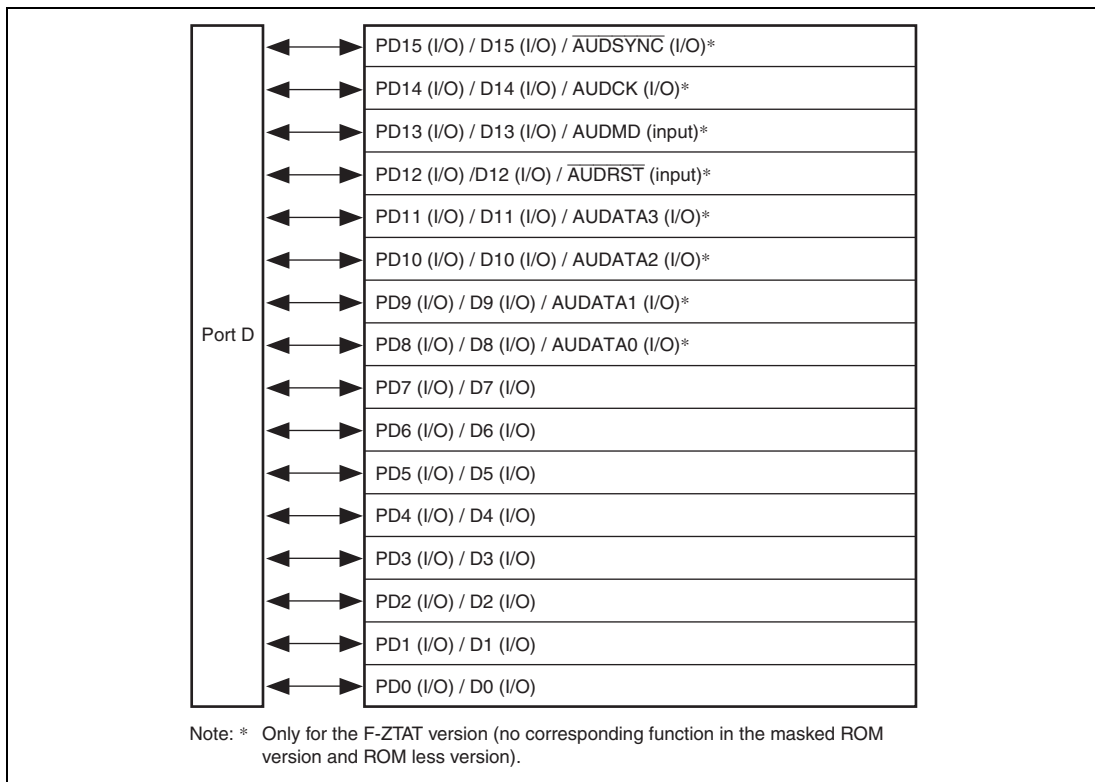 Port D
PD15 (I/O) / D15 (I/O) / A̅U̅D̅S̅Y̅N̅C̅ (I/O)*
PD14 (I/O) / D14 (I/O) / AUDCK (I/O)*
PD13 (I/O) / D13 (I/O) / AUDMD (input)*
PD12 (I/O) /D12 (I/O) / A̅U̅D̅R̅S̅T̅ (input)*
PD11 (I/O) / D11 (I/O) / AUDATA3 (I/O)*
PD10 (I/O) / D10 (I/O) / AUDATA2 (I/O)*
PD9 (I/O) / D9 (I/O) / AUDATA1 (I/O)*
PD8 (I/O) / D8 (I/O) / AUDATA0 (I/O)*
PD7 (I/O) / D7 (I/O)
PD6 (I/O) / D6 (I/O)
PD5 (I/O) / D5 (I/O)
PD4 (I/O) / D4 (I/O)
PD3 (I/O) / D3 (I/O)
PD2 (I/O) / D2 (I/O)
PD1 (I/O) / D1 (I/O)
PD0 (I/O) / D0 (I/O)
Note: * Only for the F-ZTAT version (no corresponding function in the masked ROM
version and ROM less version).